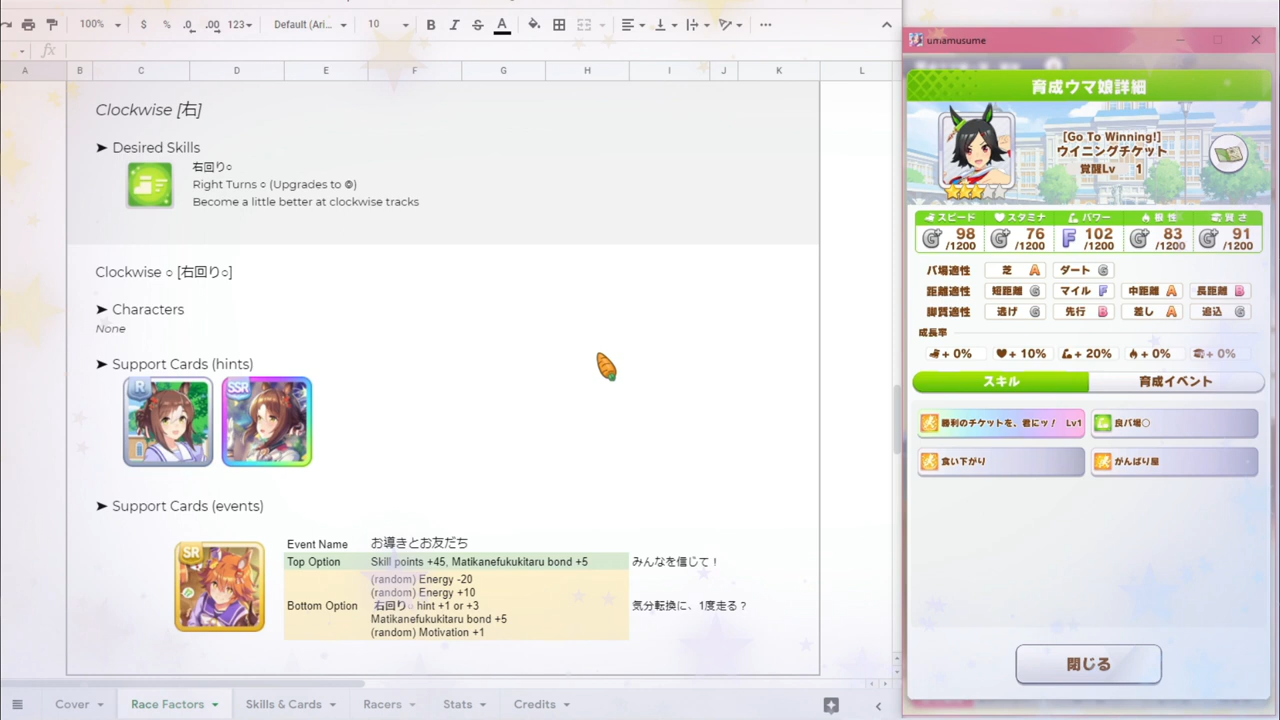 100%
$ % .0 .00 123
Default (Ari...
10
B I S A
fx
A B C D E F G H I J K L
Clockwise [右]
➤ Desired Skills
右回り○
Right Turns ○ (Upgrades to ◎)
Become a little better at clockwise tracks
Clockwise ○ [右回り○]
➤ Characters
None
➤ Support Cards (hints)
R SSR
➤ Support Cards (events)
SR
Event Name お導きとお友だち
Top Option Skill points +45, Matikanefukukitaru bond +5 みんなを信じて！
(random) Energy -20
(random) Energy +10
Bottom Option 右回り○ hint +1 or +3 気分転換に、1度走る？
Matikanefukukitaru bond +5
(random) Motivation +1
Cover Race Factors Skills & Cards Racers Stats Credits
umamusume
育成ウマ娘詳細
[Go To Winning!]
ウイニングチケット
覚醒Lv 1
スピード スタミナ パワー 根性 賢さ
G+ 98 G+ 76 F 102 G+ 83 G+ 91
/1200 /1200 /1200 /1200 /1200
バ場適性 芝 A ダート G
距離適性 短距離 G マイル F 中距離 A 長距離 B
脚質適性 逃げ G 先行 B 差し A 追込 G
成長率
+ 0% + 10% + 20% + 0% + 0%
スキル 育成イベント
勝利のチケットを、君にッ！ Lv1 良バ場○
食い下がり がんばり屋
閉じる